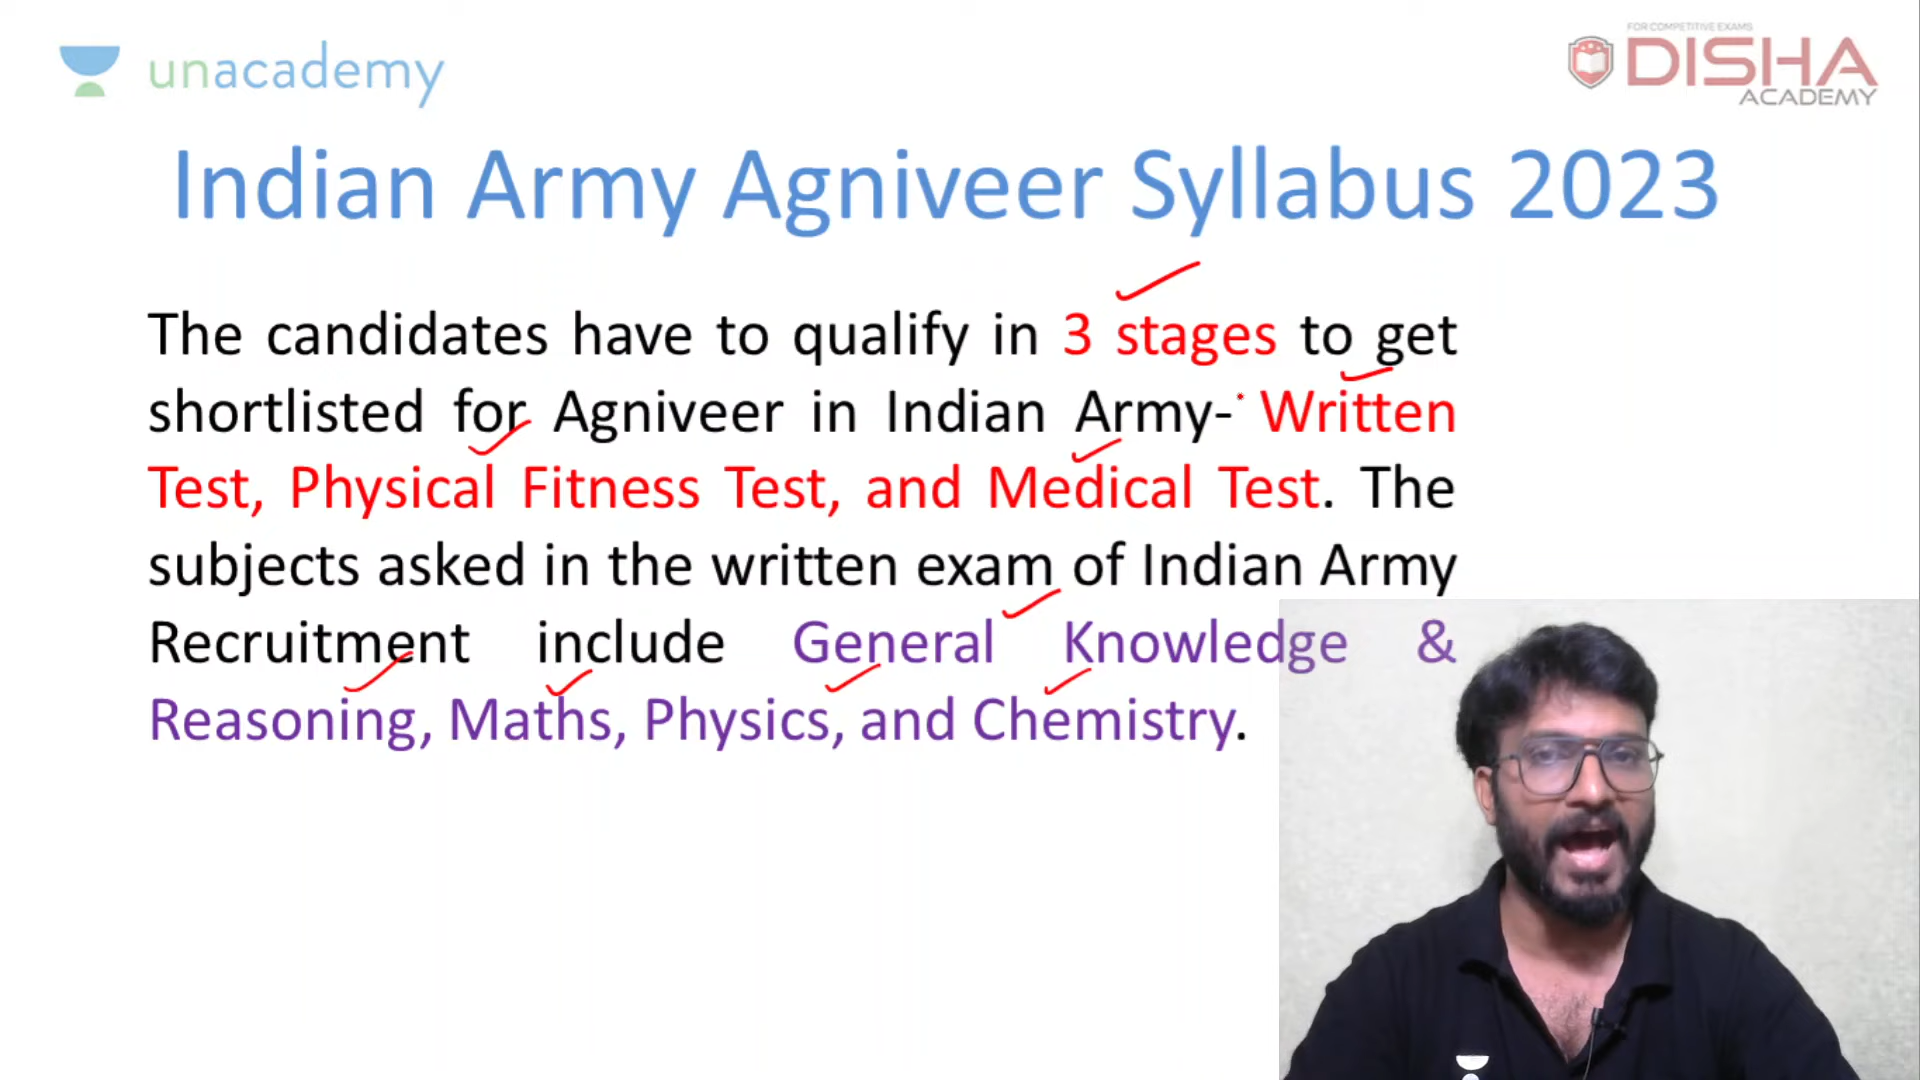 unacademy
FOR COMPETITIVE EXAMS
DISHA
ACADEMY
Indian Army Agniveer Syllabus 2023
The candidates have to qualify in 3 stages to get
shortlisted for Agniveer in Indian Army- Written
Test, Physical Fitness Test, and Medical Test. The
subjects asked in the written exam of Indian Army
Recruitment include General Knowledge &
Reasoning, Maths, Physics, and Chemistry.